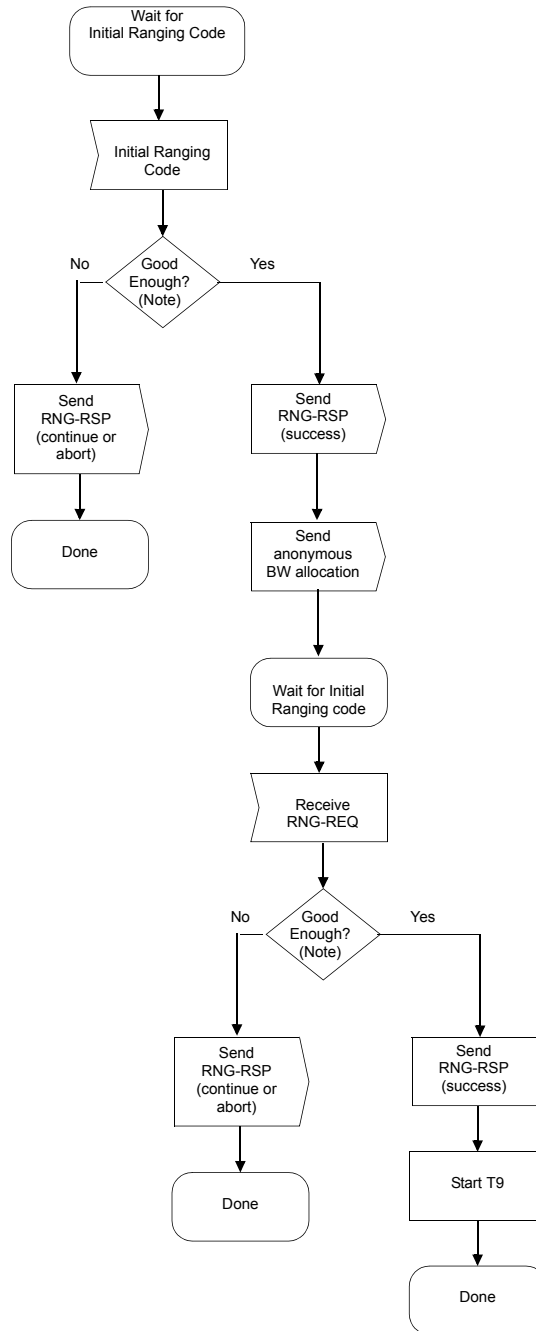 Wait for
Initial Ranging Code
Initial Ranging
Code
Good
Enough?
(Note)
No
Yes
Send
RNG-RSP
(continue or
abort)
Send
RNG-RSP
(success)
Done
Send
anonymous
BW allocation
Wait for Initial
Ranging code
Receive
RNG-REQ
Good
Enough?
(Note)
No
Yes
Send
RNG-RSP
(continue or
abort)
Send
RNG-RSP
(success)
Done
Start T9
Done